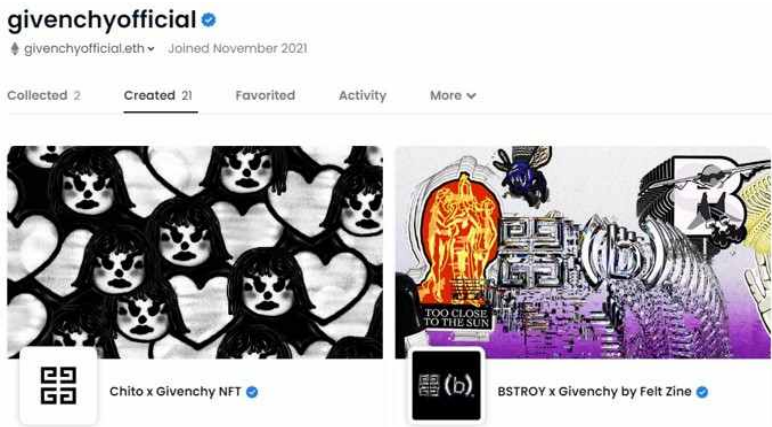 givenchyofficial
givenchyofficial.eth Joined November 2021
Collected 2 Created 21 Favorited Activity More
B
(b)
TOO CLOSE
TO THE SUN
(b)
Chito x Givenchy NFT
BSTROY x Givenchy by Felt Zine